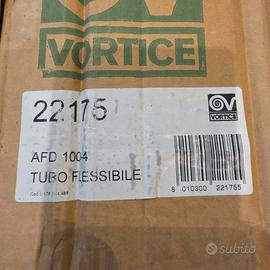 VORTICE
22175
VORTICE
AFD 1004
TUBO FLESSIBILE
8 010300 221755
subito